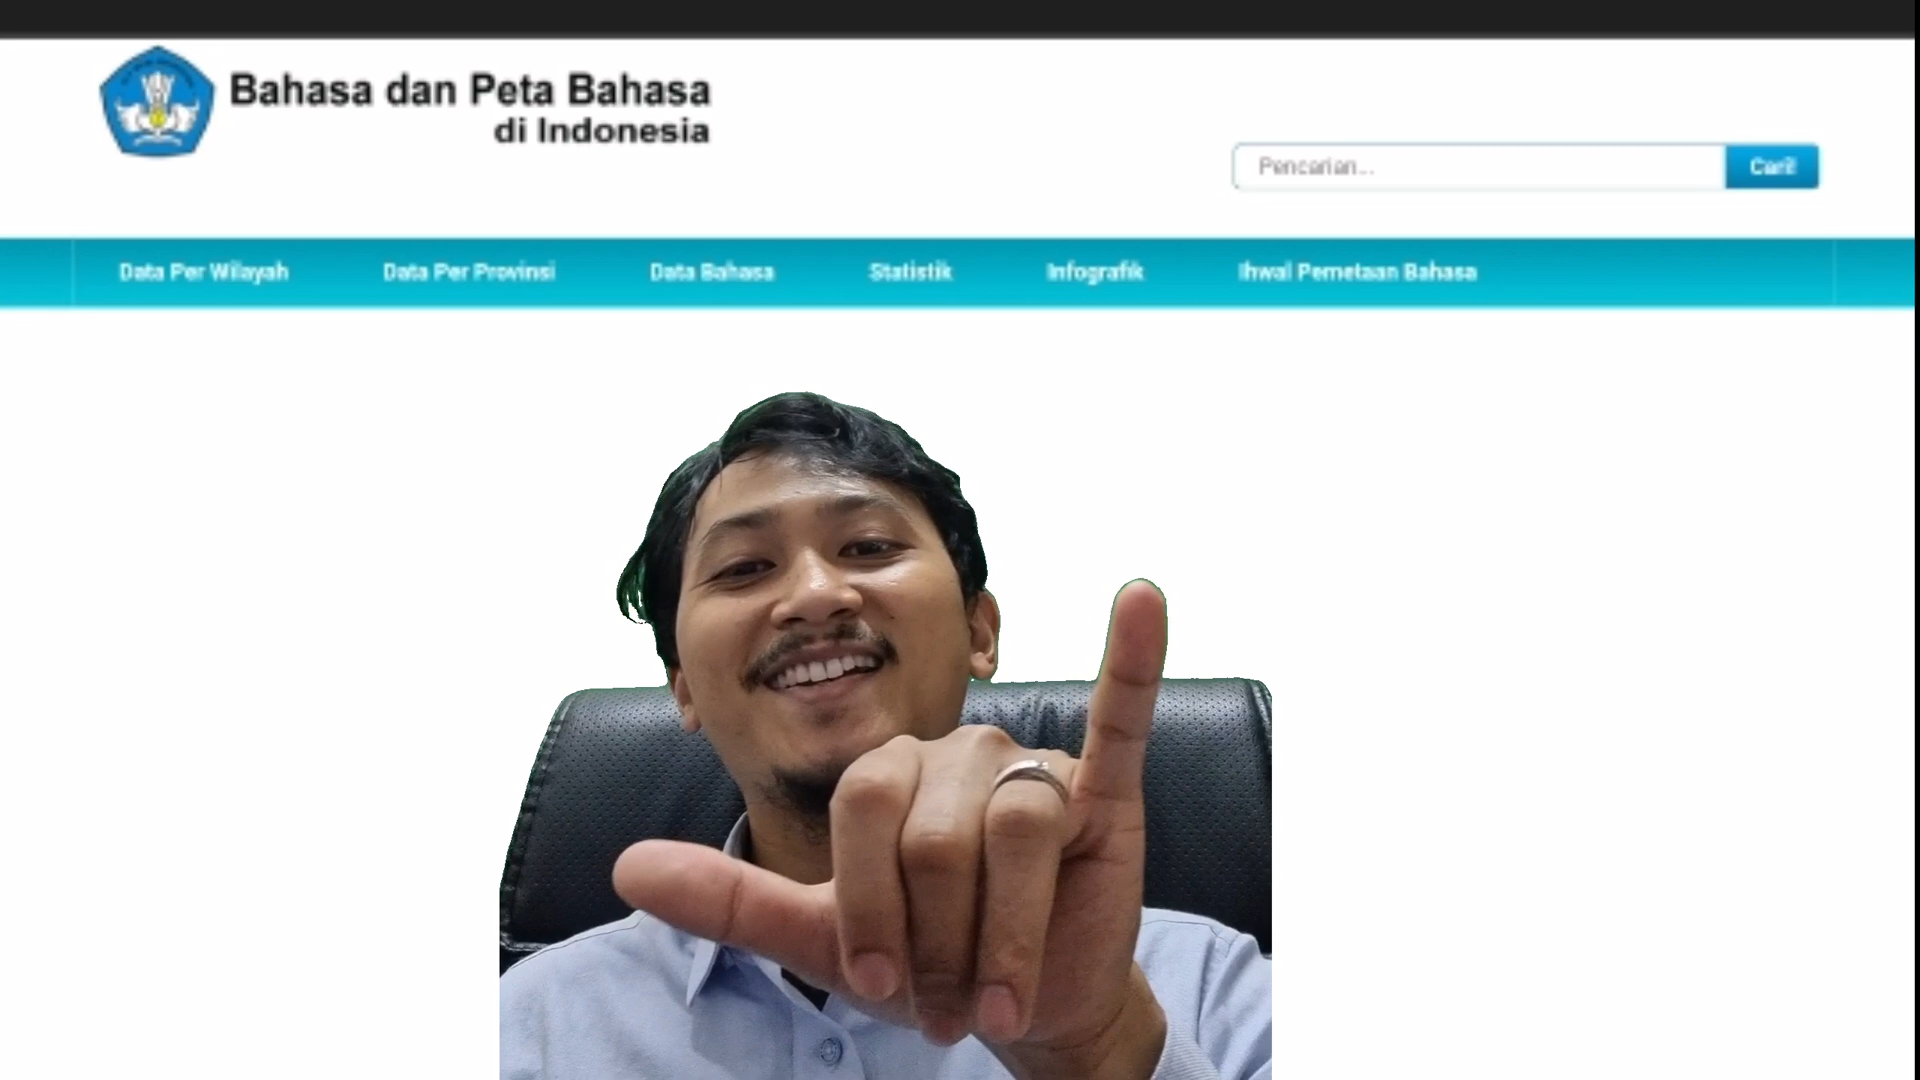 Bahasa dan Peta Bahasa
di Indonesia
Pencarian...
Cari!
Data Per Wilayah
Data Per Provinsi
Data Bahasa
Statistik
Infografik
Ihwal Pemetaan Bahasa